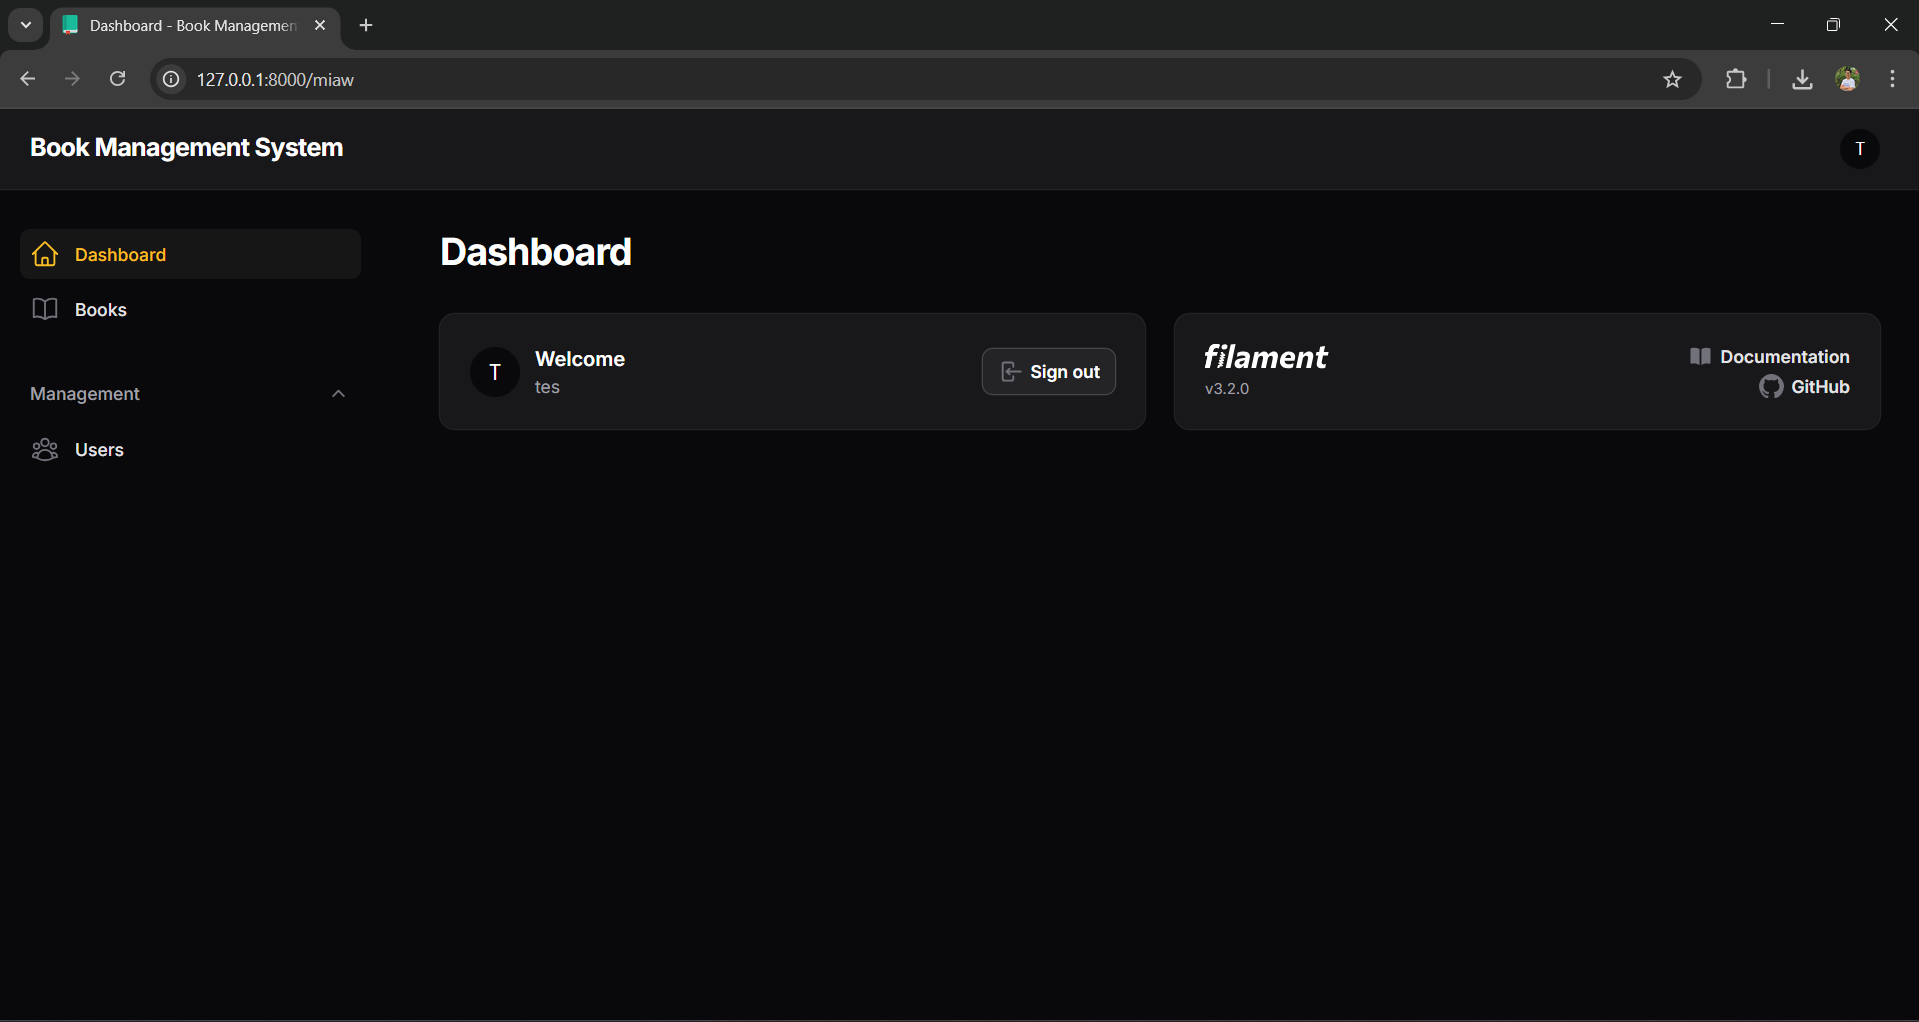 Dashboard - Book Managemen
127.0.0.1:8000/miaw
Book Management System
T
Dashboard
Books
Management
Users
Dashboard
T
Welcome
tes
Sign out
filament
v3.2.0
Documentation
GitHub